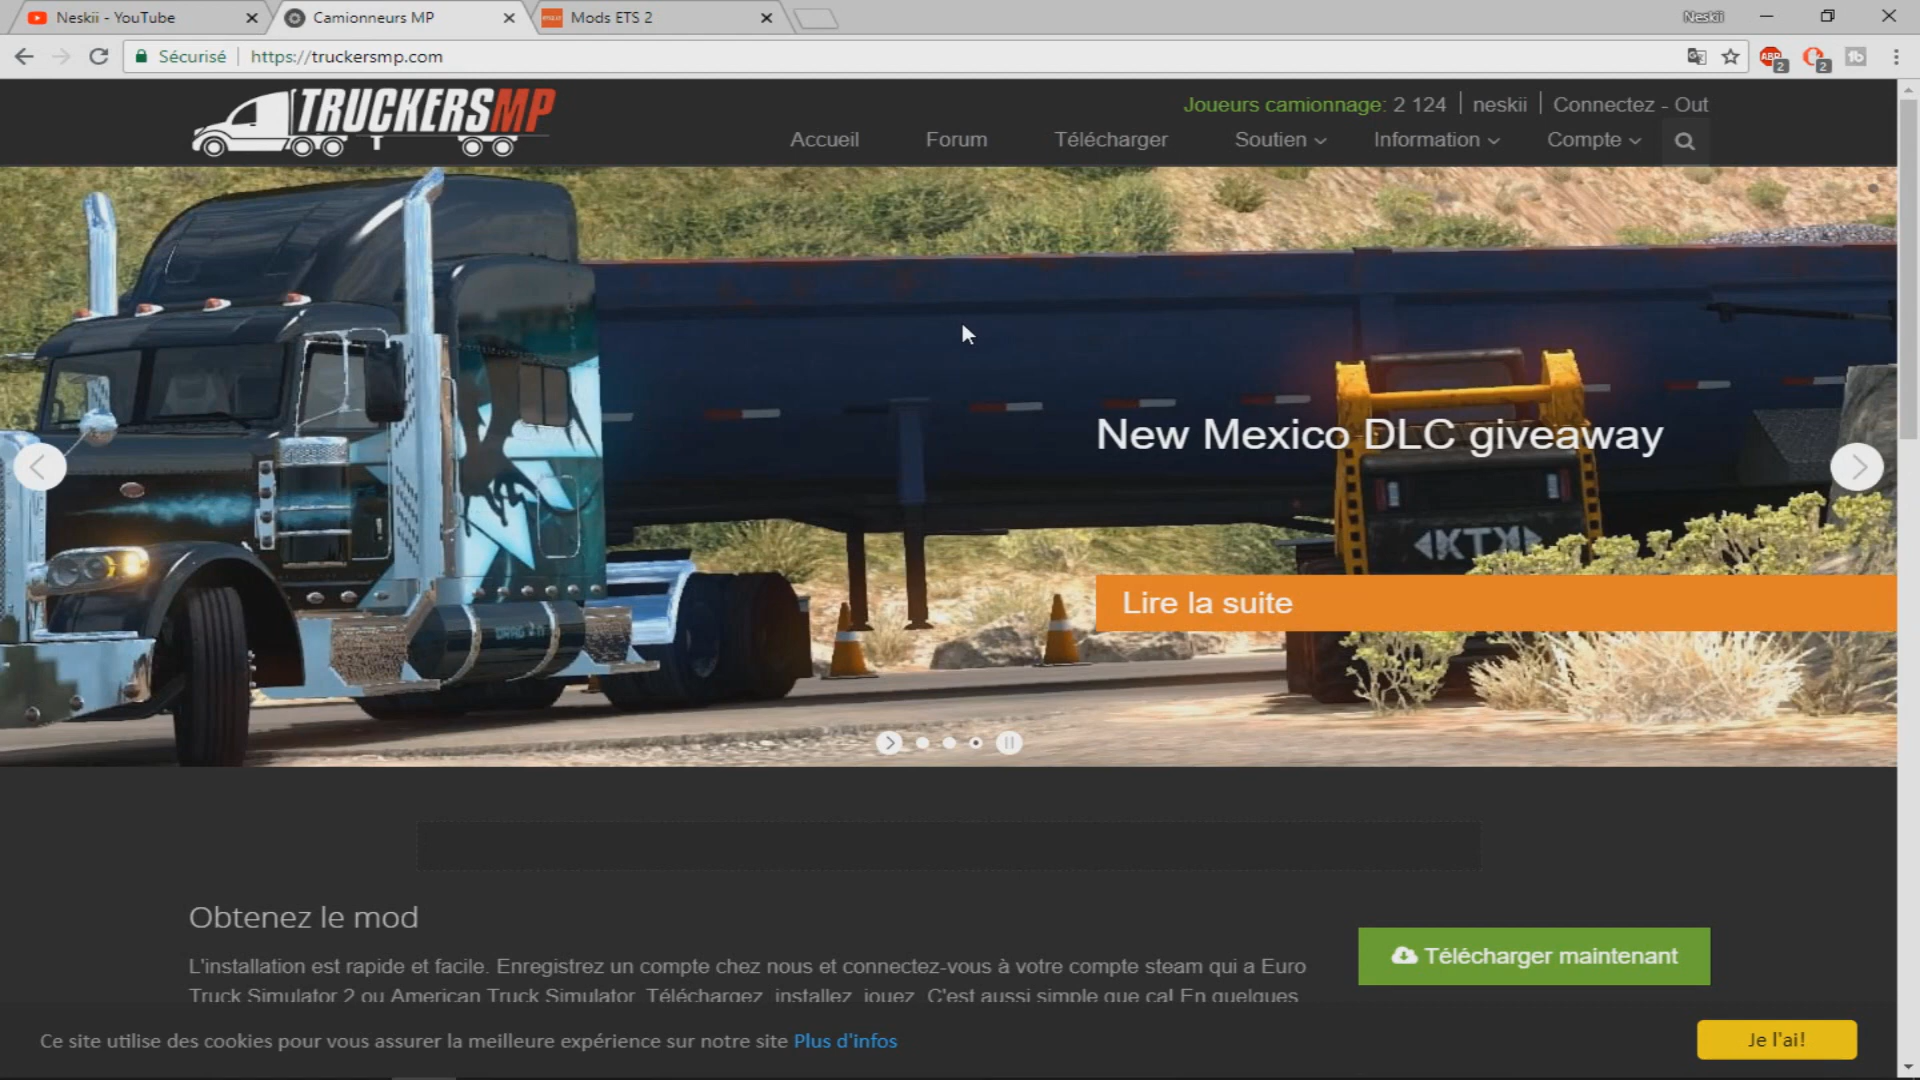 Neskii - YouTube
Camionneurs MP
Mods ETS 2
Neskii
Sécurisé
https://truckersmp.com
ABP
2
2
TRUCKERSMP
Joueurs camionnage: 2 124
neskii
Connectez - Out
Accueil
Forum
Télécharger
Soutien
Information
Compte
New Mexico DLC giveaway
KTX
Lire la suite
Obtenez le mod
L'installation est rapide et facile. Enregistrez un compte chez nous et connectez-vous à votre compte steam qui a Euro
Truck Simulator 2 ou American Truck Simulator. Téléchargez, installez, jouez. C'est aussi simple que ça! En quelques
Télécharger maintenant
Ce site utilise des cookies pour vous assurer la meilleure expérience sur notre site Plus d'infos
Je l'ai!